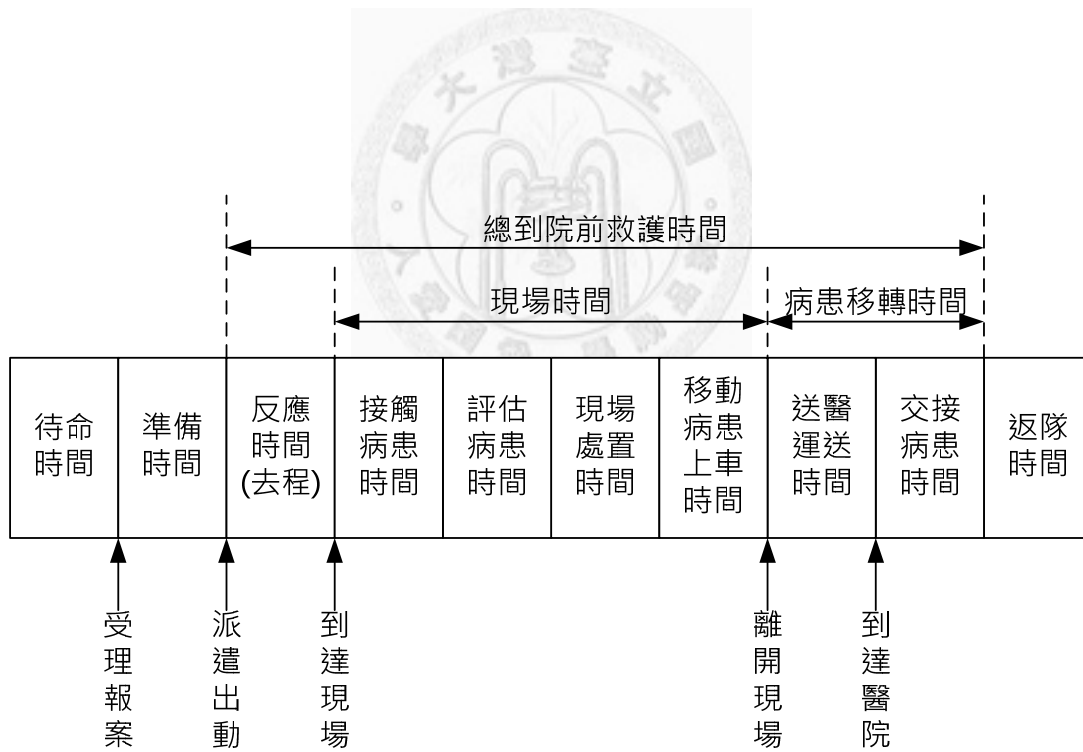 總到院前救護時間
現場時間
病患移轉時間
待命
時間
準備
時間
反應
時間
(去程)
接觸
病患
時間
評估
病患
時間
現場
處置
時間
移動
病患
上車
時間
送醫
運送
時間
交接
病患
時間
返隊
時間
受理報案
派遣出動
到達現場
離開現場
到達醫院